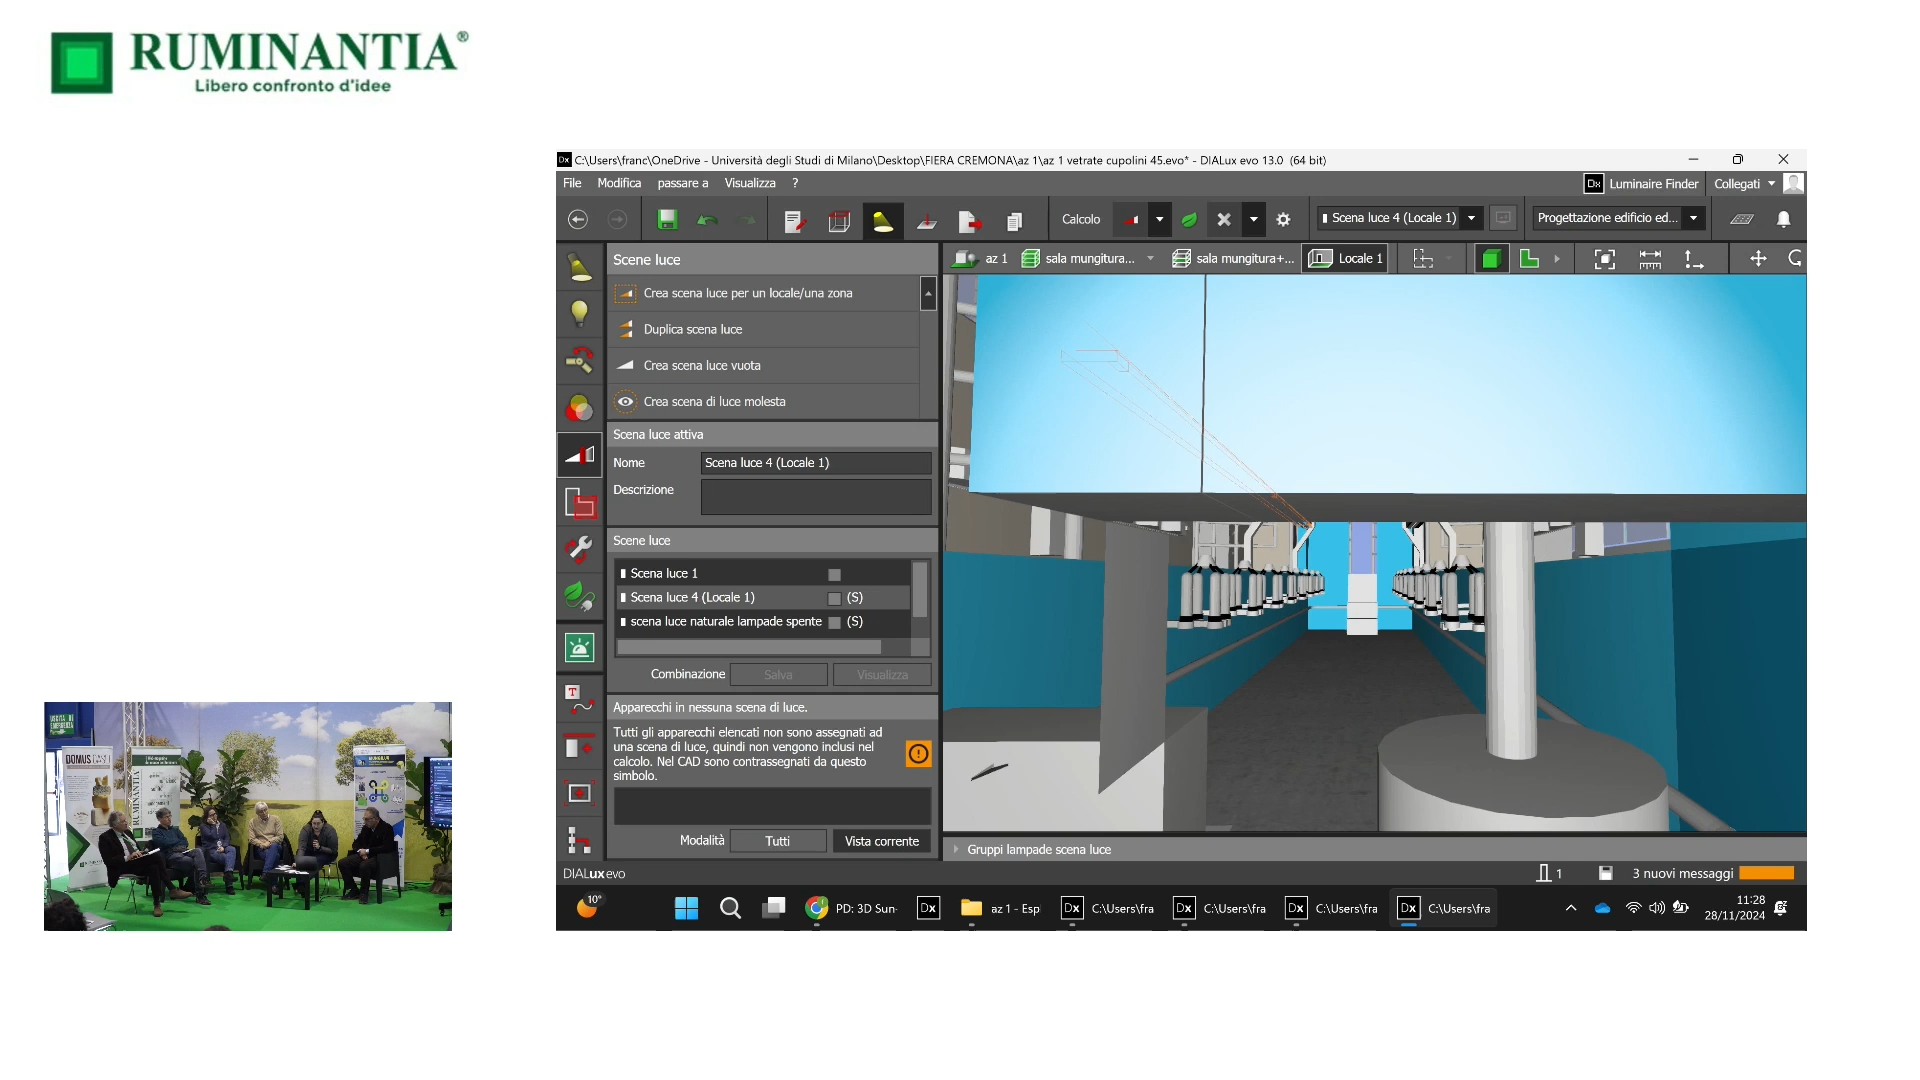 RUMINANTIA®
Libero confronto d'idee
C:\Users\franc\OneDrive - Università degli Studi di Milano\Desktop\FIERA CREMONA\az 1\az 1 vetrate cupolini 45.evo* - DIALux evo 13.0 (64 bit)
File Modifica passare a Visualizza ?
Luminaire Finder Collegati
Calcolo
Scena luce 4 (Locale 1)
Progettazione edificio ed...
Scene luce
az 1 sala mungitura... sala mungitura+... Locale 1
Crea scena luce per un locale/una zona
Duplica scena luce
Crea scena luce vuota
Crea scena di luce molesta
Scena luce attiva
Nome Scena luce 4 (Locale 1)
Descrizione
Scene luce
Scena luce 1
Scena luce 4 (Locale 1) (S)
scena luce naturale lampade spente (S)
Combinazione Salva Visualizza
Apparecchi in nessuna scena di luce.
Tutti gli apparecchi elencati non sono assegnati ad
una scena di luce, quindi non vengono inclusi nel
calcolo. Nel CAD sono contrassegnati da questo
simbolo.
Modalità Tutti Vista corrente
Gruppi lampade scena luce
DIALux evo
1 3 nuovi messaggi
10°
PD: 3D Sun-
Dx
az 1 - Esp
Dx C:\Users\fra
Dx C:\Users\fra
Dx C:\Users\fra
Dx C:\Users\fra
11:28
28/11/2024
DOMUS
RUMINANTIA